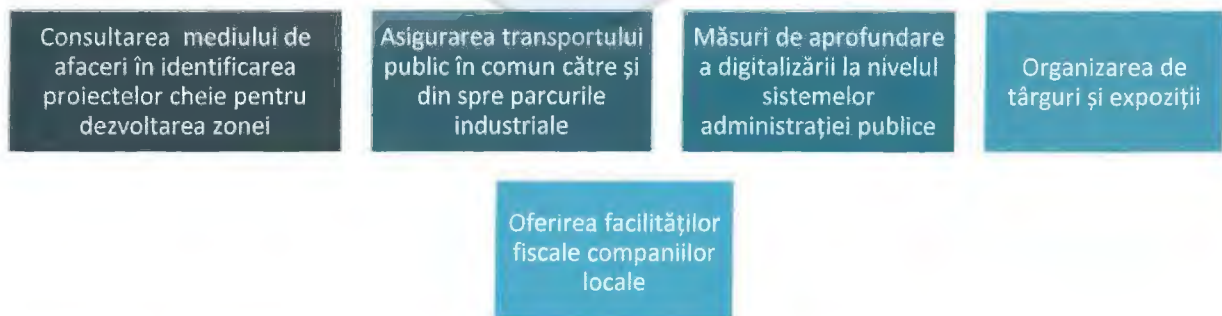 Consultarea mediului de
afaceri în identificarea
proiectelor cheie pentru
dezvoltarea zonei
Asigurarea transportului
public în comun către și
din spre parcurile
industriale
Măsuri de aprofundare
a digitalizării la nivelul
sistemelor
administrației publice
Organizarea de
târguri și expoziții
Oferirea facilităților
fiscale companiilor
locale